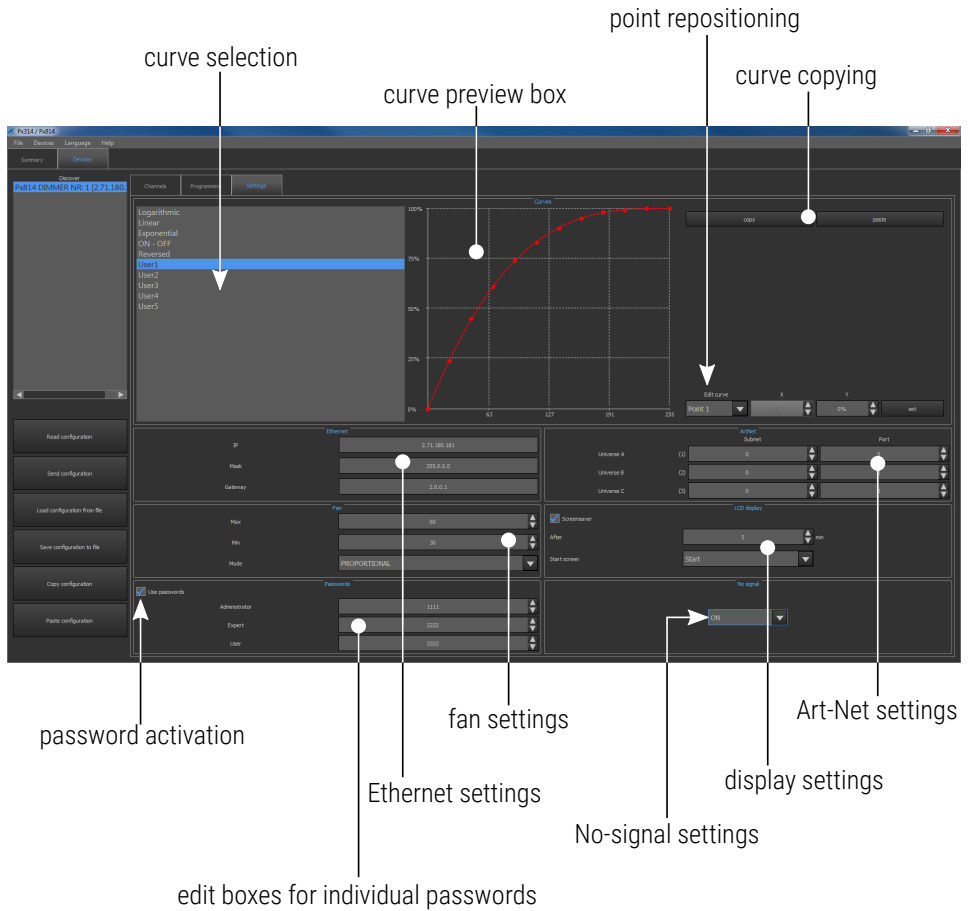 point repositioning
curve selection
curve copying
curve preview box
Px314 / Px814
File Devices Language Help
Summary Devices
Discover
Px814 DIMMER NR: 1 [2.71.180.
Channels Programming Settings
Curves
Logarithmic
Linear
Exponential
ON - OFF
Reversed
User1
User2
User3
User4
User5
100%
75%
50%
25%
0%
63 127 191 255
copy paste
Edit curve X Y
Point 1 0% set
Read configuration
Send configuration
Load configuration from file
Save configuration to file
Copy configuration
Paste configuration
Ethernet
IP 2.71.180.181
Mask 255.0.0.0
Gateway 2.0.0.1
ArtNet
Subnet Port
Universe A (1) 0
Universe B (2) 0
Universe C (3) 0
Fan
Max 60
Min 30
Mode PROPORTIONAL
LCD display
Screensaver
After 5 min
Start screen Start
Passwords
Use passwords
Administrator 1111
Expert 2222
User 3333
No signal
ON
password activation
fan settings
Art-Net settings
Ethernet settings
display settings
No-signal settings
edit boxes for individual passwords